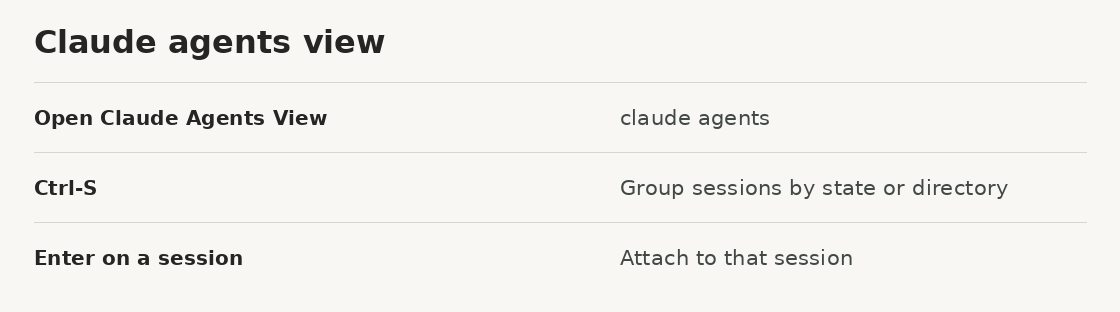 Claude agents view
Open Claude Agents View claude agents
Ctrl-S Group sessions by state or directory
Enter on a session Attach to that session